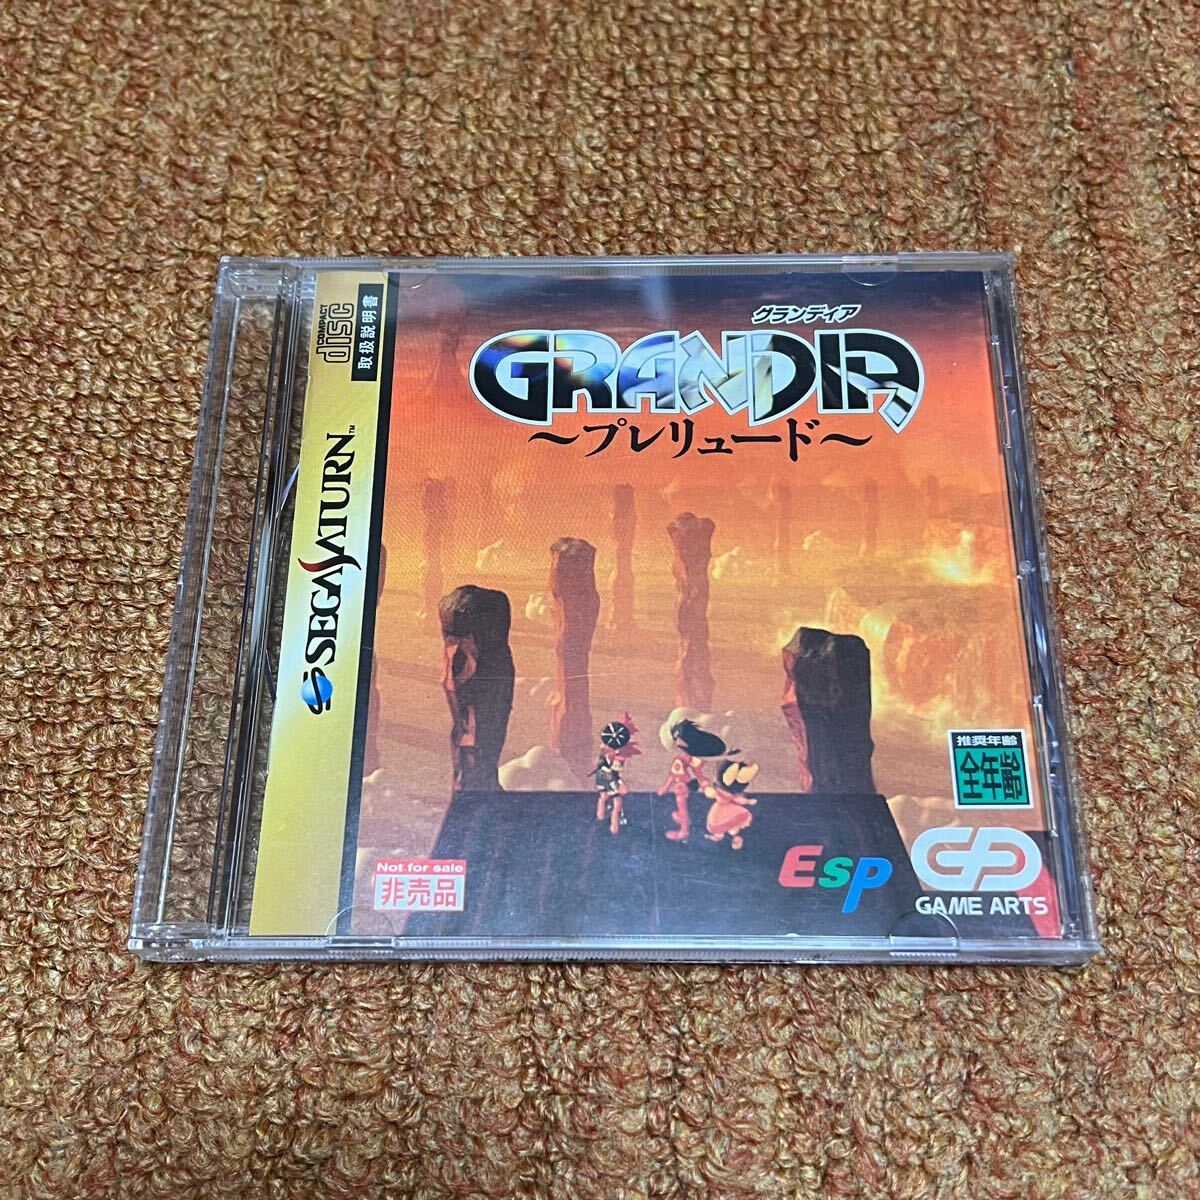 COMPACT
disc
取扱説明書
SEGA SATURN™
グランディア
GRANDIA
〜プレリュード〜
推奨年齢
全年齢
Not for sale
非売品
ESP
GAME ARTS